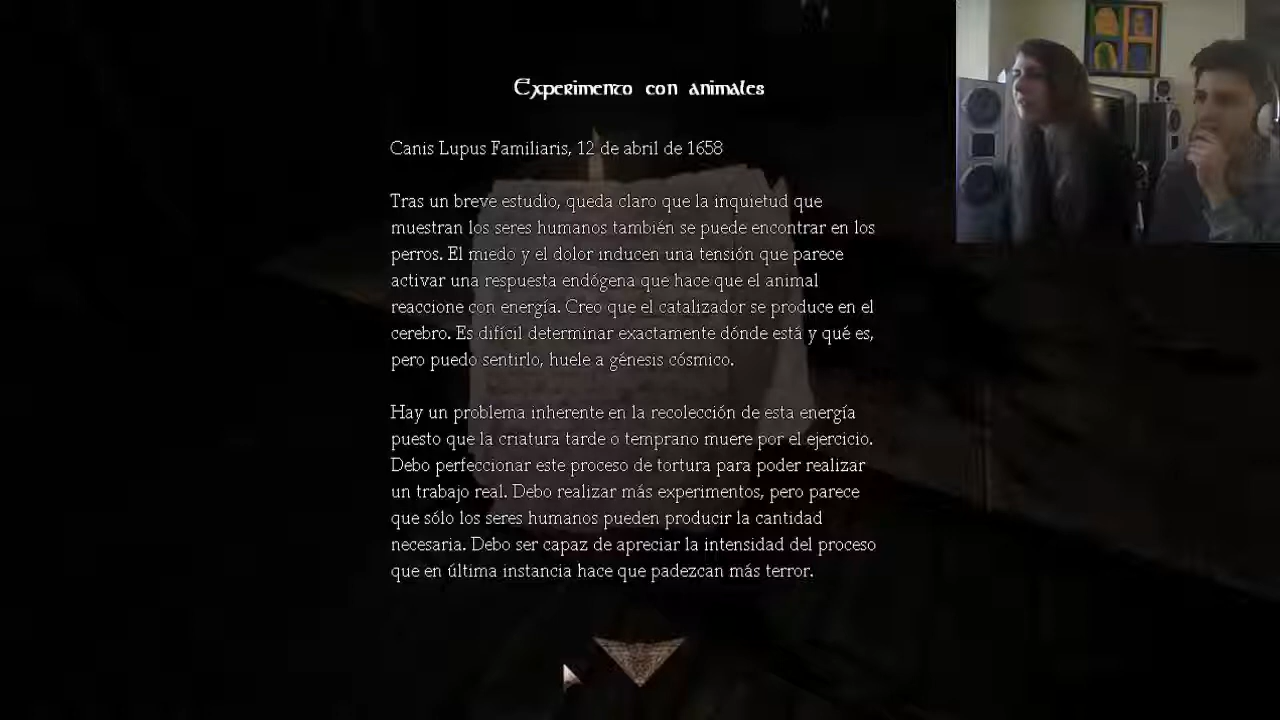 Experimento con animales
Canis Lupus Familiaris, 12 de abril de 1658
Tras un breve estudio, queda claro que la inquietud que
muestran los seres humanos también se puede encontrar en los
perros. El miedo y el dolor inducen una tensión que parece
activar una respuesta endógena que hace que el animal
reaccione con energía. Creo que el catalizador se produce en el
cerebro. Es difícil determinar exactamente dónde está y qué es,
pero puedo sentirlo, huele a génesis cósmico.
Hay un problema inherente en la recolección de esta energía
puesto que la criatura tarde o temprano muere por el ejercicio.
Debo perfeccionar este proceso de tortura para poder realizar
un trabajo real. Debo realizar más experimentos, pero parece
que sólo los seres humanos pueden producir la cantidad
necesaria. Debo ser capaz de apreciar la intensidad del proceso
que en última instancia hace que padezcan más terror.